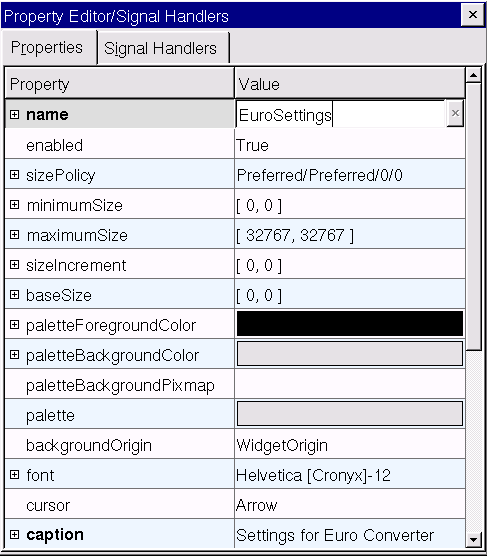 Property Editor/Signal Handlers
Properties Signal Handlers
Property Value
name EuroSettings
enabled True
sizePolicy Preferred/Preferred/0/0
minimumSize [ 0, 0 ]
maximumSize [ 32767, 32767 ]
sizeIncrement [ 0, 0 ]
baseSize [ 0, 0 ]
paletteForegroundColor
paletteBackgroundColor
paletteBackgroundPixmap
palette
backgroundOrigin WidgetOrigin
font Helvetica [Cronyx]-12
cursor Arrow
caption Settings for Euro Converter